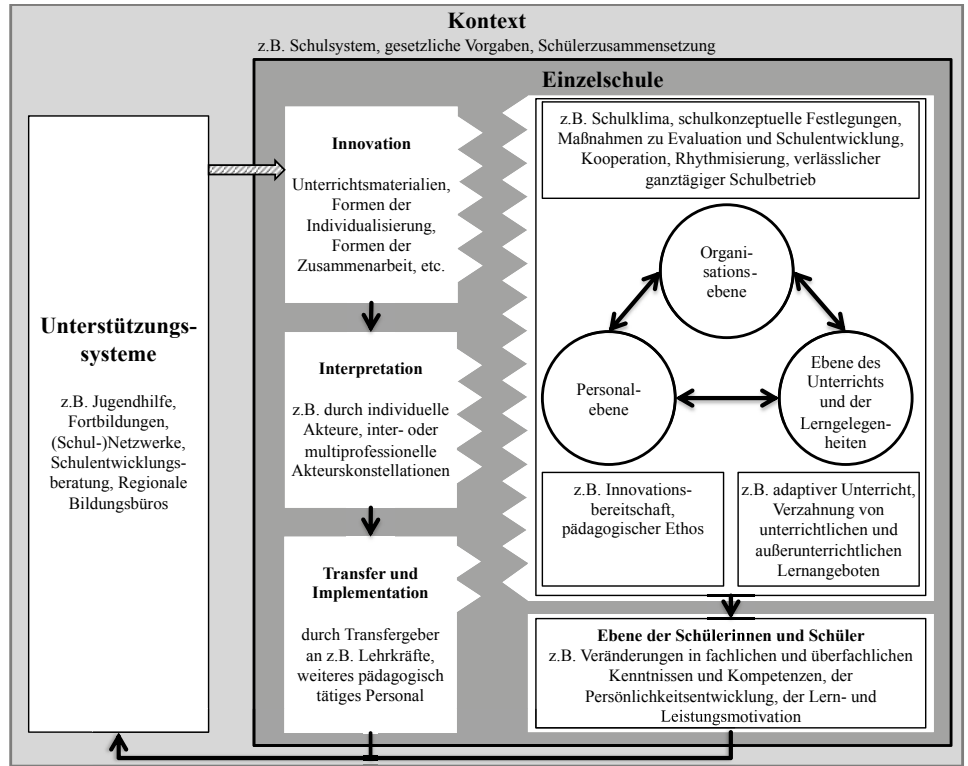 Kontext
z.B. Schulsystem, gesetzliche Vorgaben, Schülerzusammensetzung
Unterstützungs-
systeme
z.B. Jugendhilfe,
Fortbildungen,
(Schul-)Netzwerke,
Schulentwicklungs-
beratung, Regionale
Bildungsbüros
Einzelschule
Innovation
Unterrichtsmaterialien,
Formen der
Individualisierung,
Formen der
Zusammenarbeit, etc.
Interpretation
z.B. durch individuelle
Akteure, inter- oder
multiprofessionelle
Akteurskonstellationen
Transfer und
Implementation
durch Transfergeber
an z.B. Lehrkräfte,
weiteres pädagogisch
tätiges Personal
z.B. Schulklima, schulkonzeptuelle Festlegungen,
Maßnahmen zu Evaluation und Schulentwicklung,
Kooperation, Rhythmisierung, verlässlicher
ganztägiger Schulbetrieb
Organi-
sations-
ebene
Personal-
ebene
Ebene des
Unterrichts
und der
Lerngelegen-
heiten
z.B. Innovations-
bereitschaft,
pädagogischer Ethos
z.B. adaptiver Unterricht,
Verzahnung von
unterrichtlichen und
außerunterrichtlichen
Lernangeboten
Ebene der Schülerinnen und Schüler
z.B. Veränderungen in fachlichen und überfachlichen
Kenntnissen und Kompetenzen, der
Persönlichkeitsentwicklung, der Lern- und
Leistungsmotivation